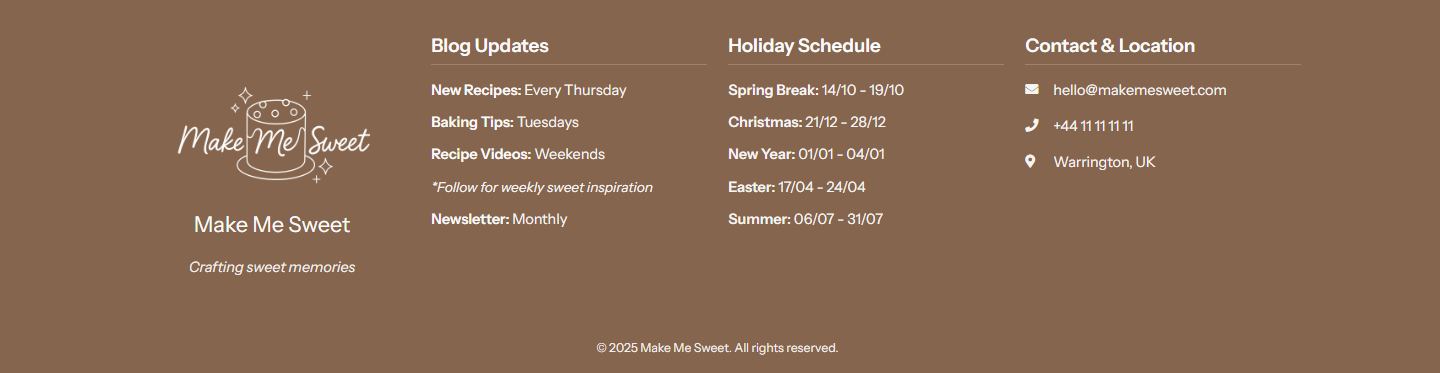 Make Me Sweet
Make Me Sweet
Crafting sweet memories
Blog Updates
New Recipes: Every Thursday
Baking Tips: Tuesdays
Recipe Videos: Weekends
*Follow for weekly sweet inspiration
Newsletter: Monthly
Holiday Schedule
Spring Break: 14/10 - 19/10
Christmas: 21/12 - 28/12
New Year: 01/01 - 04/01
Easter: 17/04 - 24/04
Summer: 06/07 - 31/07
Contact & Location
hello@makemesweet.com
+44 11 11 11 11
Warrington, UK
© 2025 Make Me Sweet. All rights reserved.